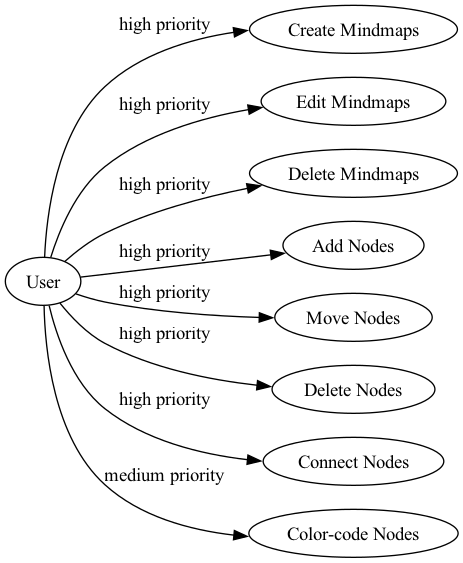 high priority
Create Mindmaps
high priority
Edit Mindmaps
high priority
Delete Mindmaps
high priority
Add Nodes
User
high priority
Move Nodes
high priority
Delete Nodes
high priority
Connect Nodes
medium priority
Color-code Nodes